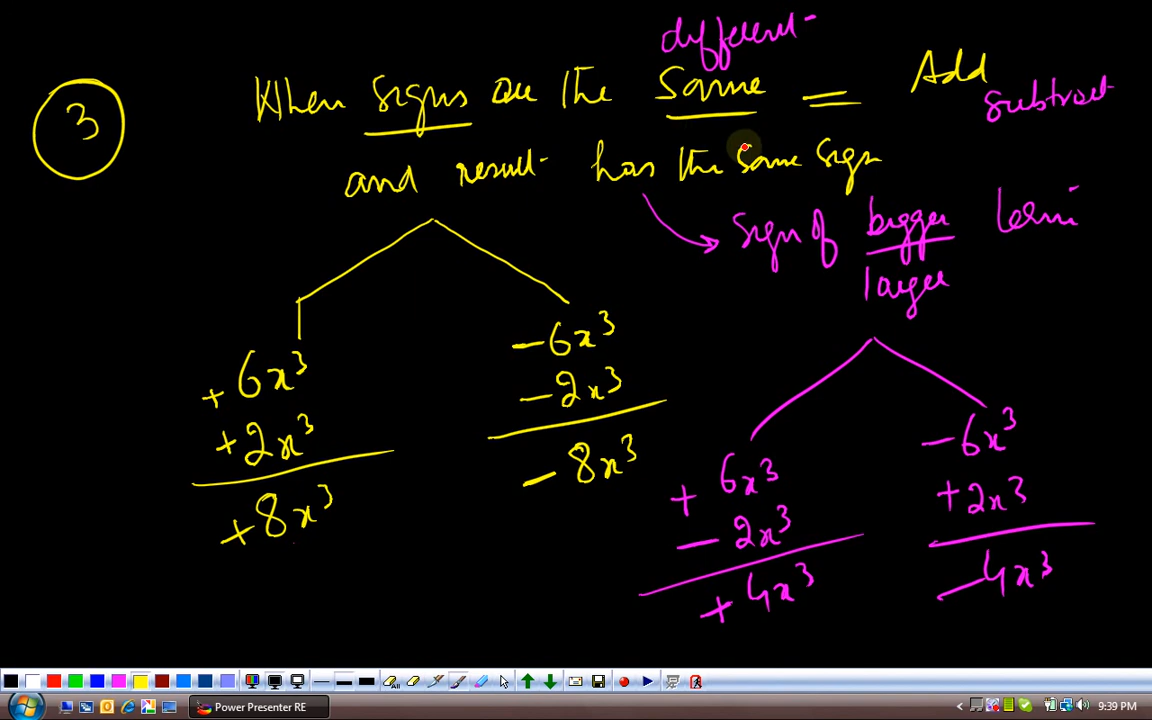 different
3
When signs are the Same = Add
subtract
and result has the same sign
sign of bigger term
larger
+6x³
+2x³
+8x³
-6x³
-2x³
-8x³
+ 6x³
- 2x³
+4x³
-6x³
+2x³
-4x³
Power Presenter RE
9:39 PM